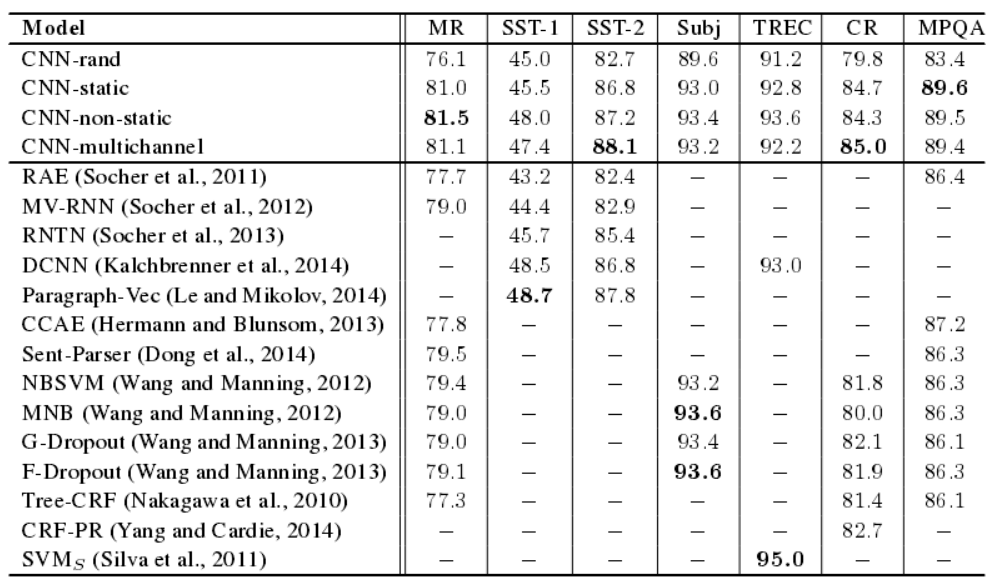 Model MR SST-1 SST-2 Subj TREC CR MPQA
CNN-rand 76.1 45.0 82.7 89.6 91.2 79.8 83.4
CNN-static 81.0 45.5 86.8 93.0 92.8 84.7 89.6
CNN-non-static 81.5 48.0 87.2 93.4 93.6 84.3 89.5
CNN-multichannel 81.1 47.4 88.1 93.2 92.2 85.0 89.4
RAE (Socher et al., 2011) 77.7 43.2 82.4 – – – 86.4
MV-RNN (Socher et al., 2012) 79.0 44.4 82.9 – – – –
RNTN (Socher et al., 2013) – 45.7 85.4 – – – –
DCNN (Kalchbrenner et al., 2014) – 48.5 86.8 – 93.0 – –
Paragraph-Vec (Le and Mikolov, 2014) – 48.7 87.8 – – – –
CCAE (Hermann and Blunsom, 2013) 77.8 – – – – – 87.2
Sent-Parser (Dong et al., 2014) 79.5 – – – – – 86.3
NBSVM (Wang and Manning, 2012) 79.4 – – 93.2 – 81.8 86.3
MNB (Wang and Manning, 2012) 79.0 – – 93.6 – 80.0 86.3
G-Dropout (Wang and Manning, 2013) 79.0 – – 93.4 – 82.1 86.1
F-Dropout (Wang and Manning, 2013) 79.1 – – 93.6 – 81.9 86.3
Tree-CRF (Nakagawa et al., 2010) 77.3 – – – – 81.4 86.1
CRF-PR (Yang and Cardie, 2014) – – – – – 82.7 –
SVM_S (Silva et al., 2011) – – – – 95.0 – –